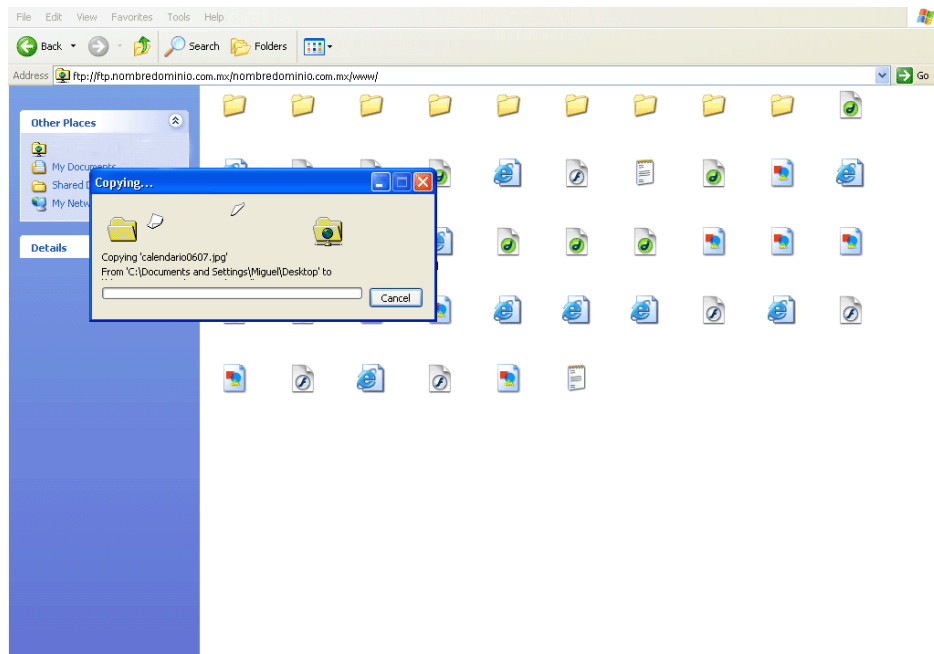 File Edit View Favorites Tools Help
Back Search Folders
Address ftp://ftp.nombredominio.com.mx/nombredominio.com.mx/www/ Go
Other Places
My Documents
Shared D
My Netw
Details
Copying...
Copying 'calendario0607.jpg'
From 'C:\Documents and Settings\Miguel\Desktop' to
Cancel